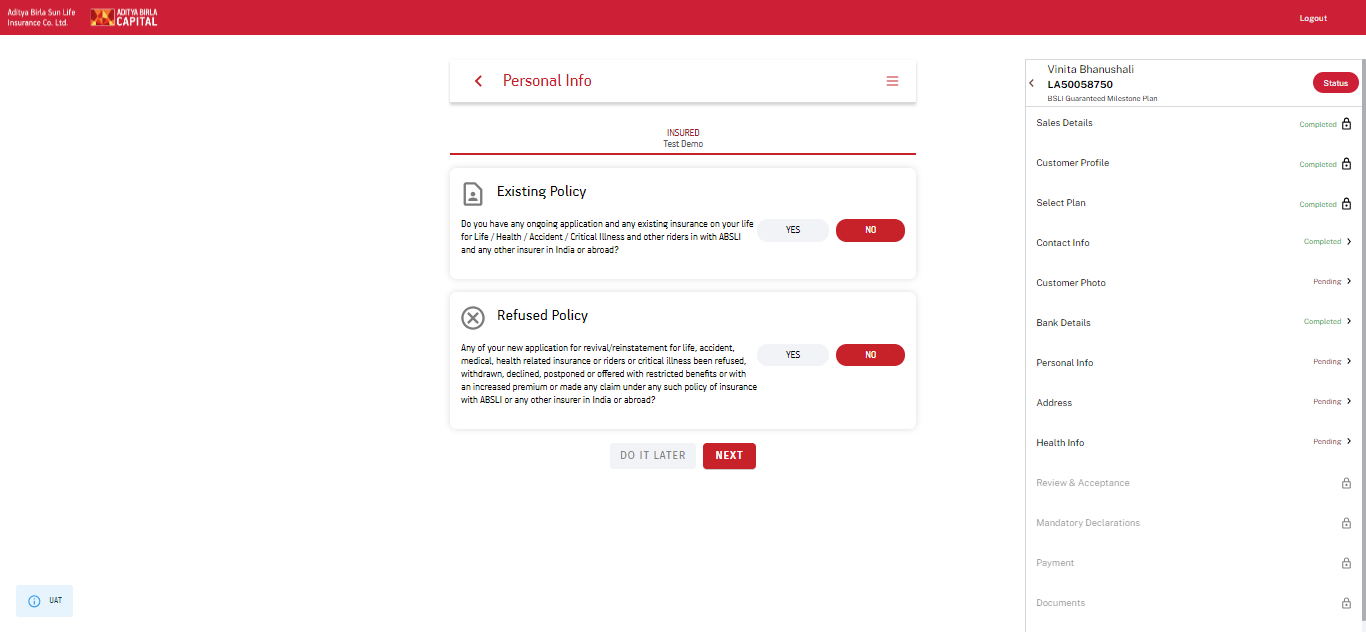 Aditya Birla Sun Life
Insurance Co. Ltd.
ADITYA BIRLA
CAPITAL
Logout
Personal Info
INSURED
Test Demo
Existing Policy
Do you have any ongoing application and any existing insurance on your life
for Life / Health / Accident / Critical Illness and other riders in with ABSLI
and any other insurer in India or abroad?
YES
NO
Refused Policy
Any of your new application for revival/reinstatement for life, accident,
medical, health related insurance or riders or critical illness been refused,
withdrawn, declined, postponed or offered with restricted benefits or with
an increased premium or made any claim under any such policy of insurance
with ABSLI or any other insurer in India or abroad?
YES
NO
DO IT LATER
NEXT
UAT
Vinita Bhanushali
LA50058750
BSLI Guaranteed Milestone Plan
Status
Sales Details Completed
Customer Profile Completed
Select Plan Completed
Contact Info Completed
Customer Photo Pending
Bank Details Completed
Personal Info Pending
Address Pending
Health Info Pending
Review & Acceptance
Mandatory Declarations
Payment
Documents